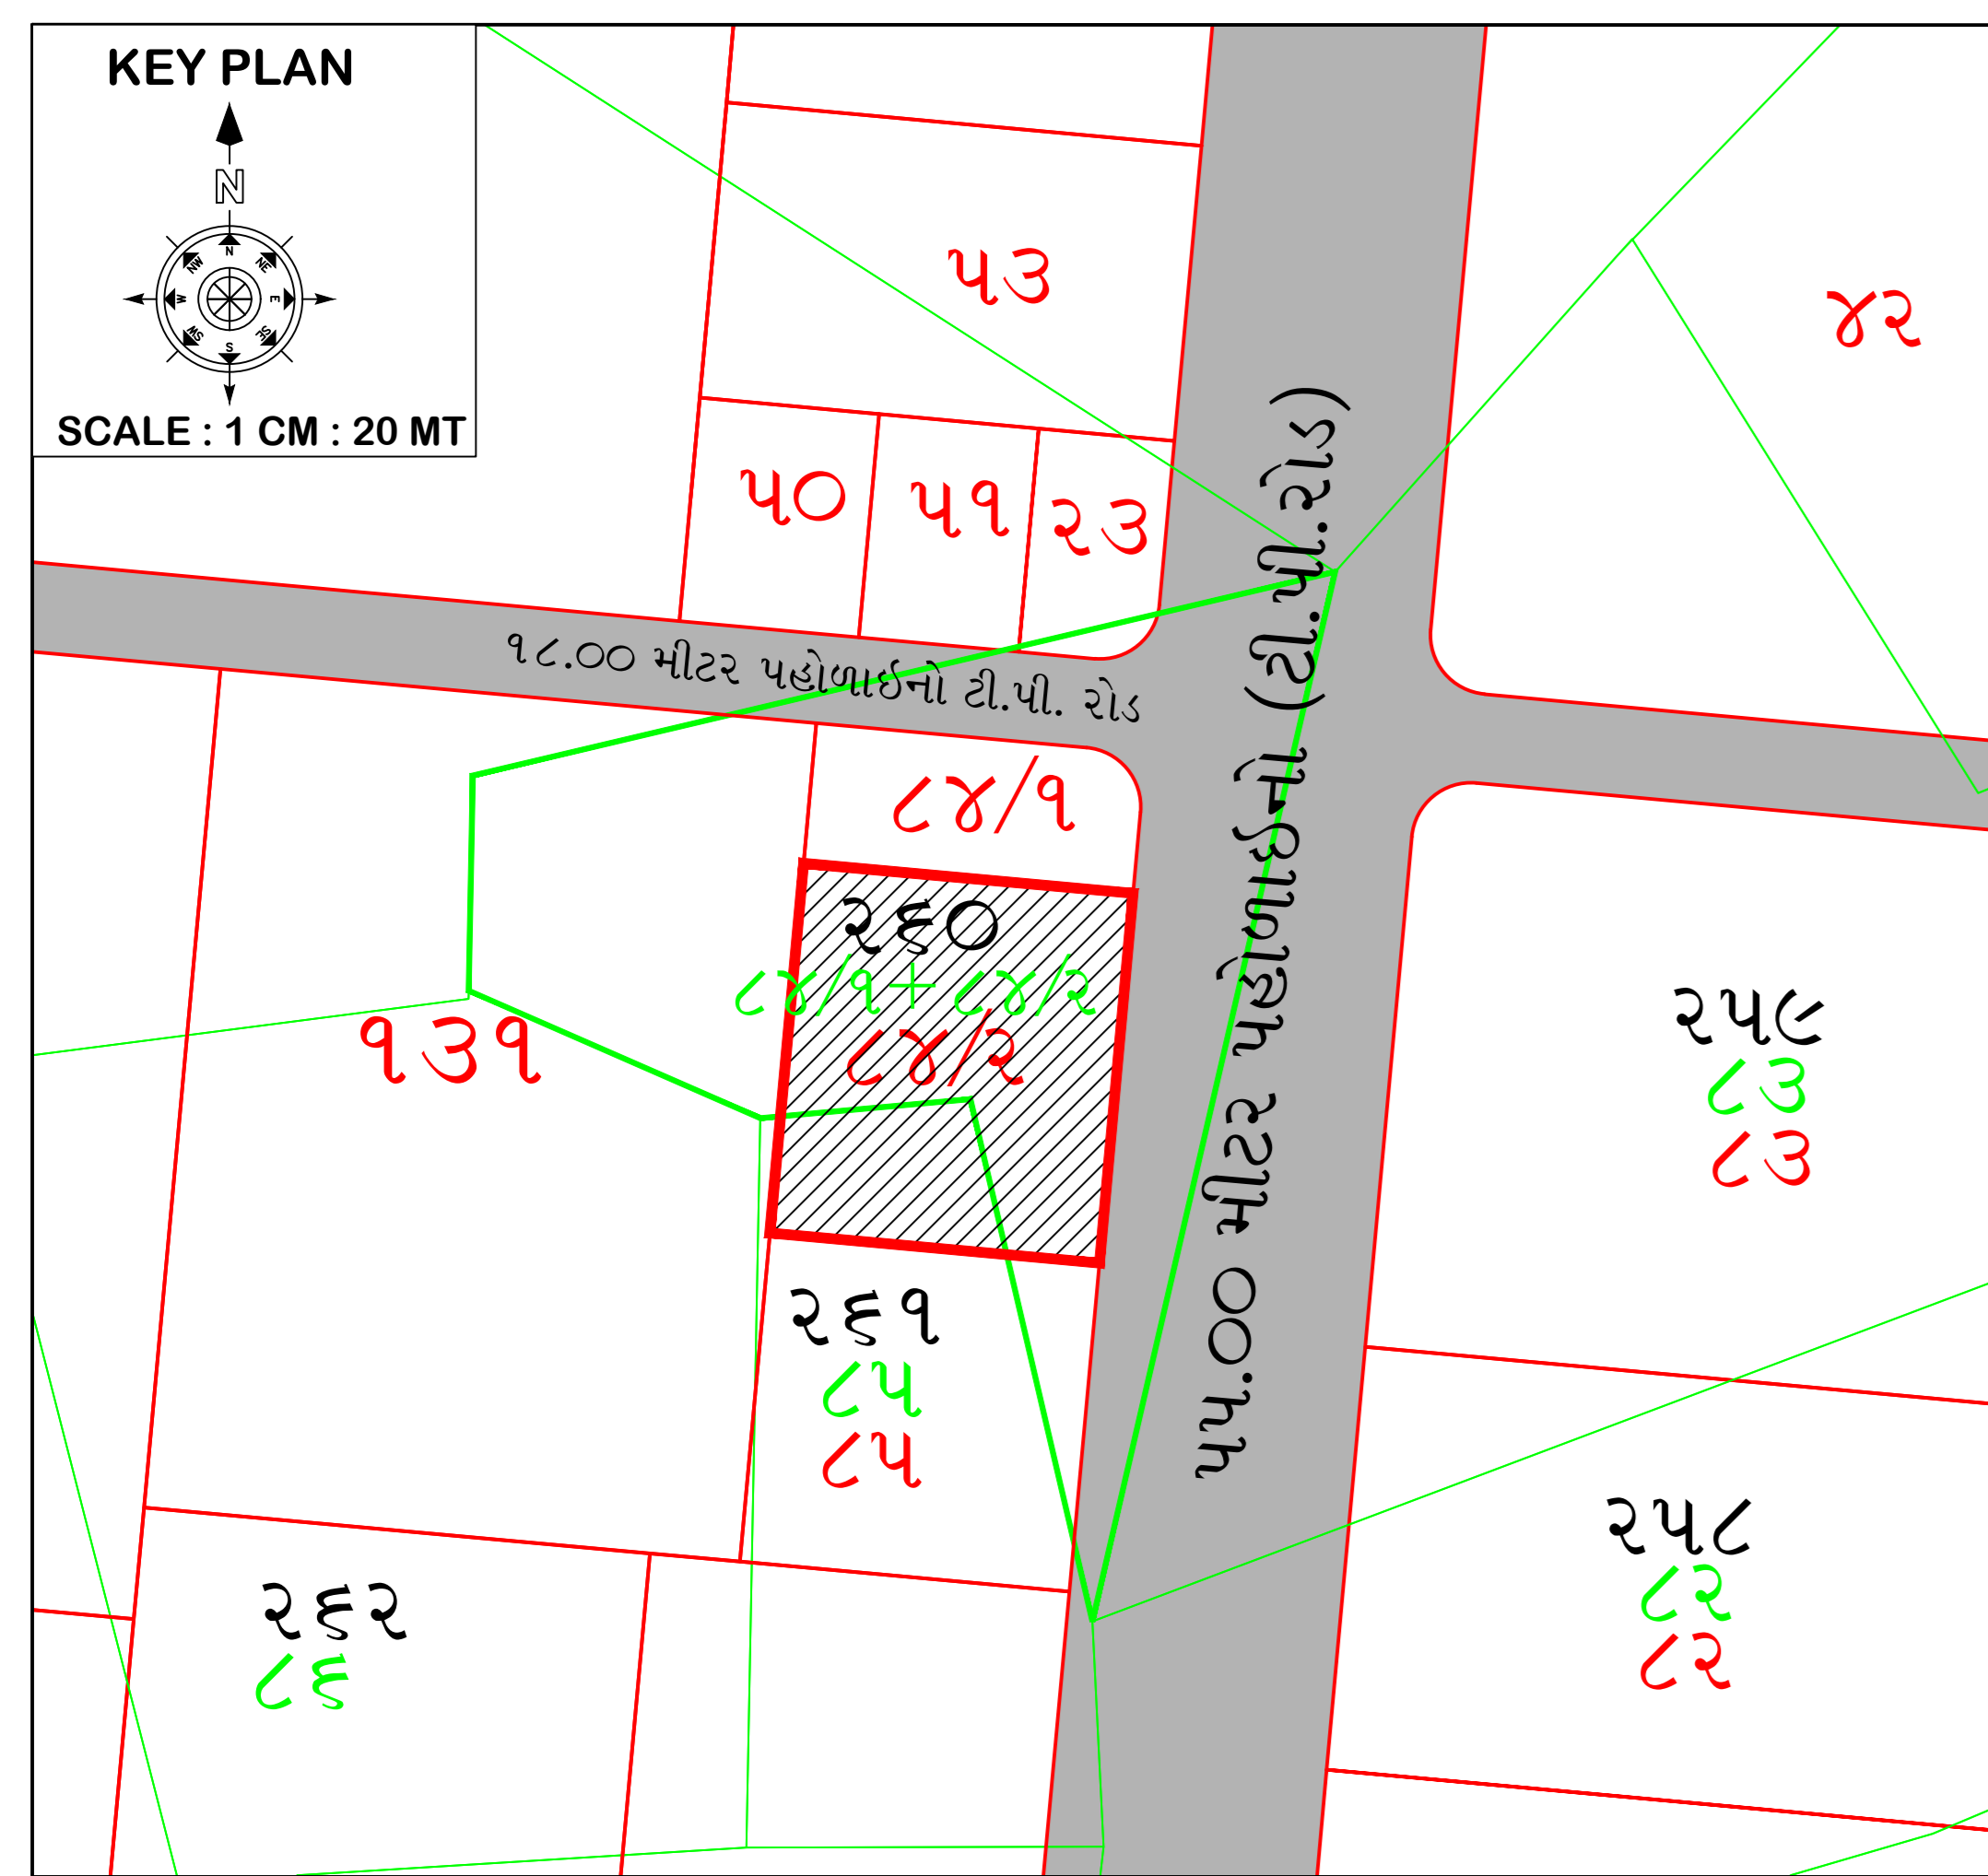 KEY PLAN
N
N
NE
E
SE
S
SW
W
NW
SCALE : 1 CM : 20 MT
૫૩
૪૨
૫૦
૫૧
૨૩
૧૮.૦૦ મીટર પહોળાઈનો ટી.પી. રોડ
૫૫.૦૦ મીટર પહોળાઈનો (ટી.પી.રોડ)
૮૪/૧
૨૬૦
૮૪/૧+૮૪/૨
૮૪/૨
૧૩૧
૨૫૯
૮૩
૮૩
૨૬૧
૮૫
૮૫
૨૫૮
૮૨
૮૨
૨૬૨
૮૬